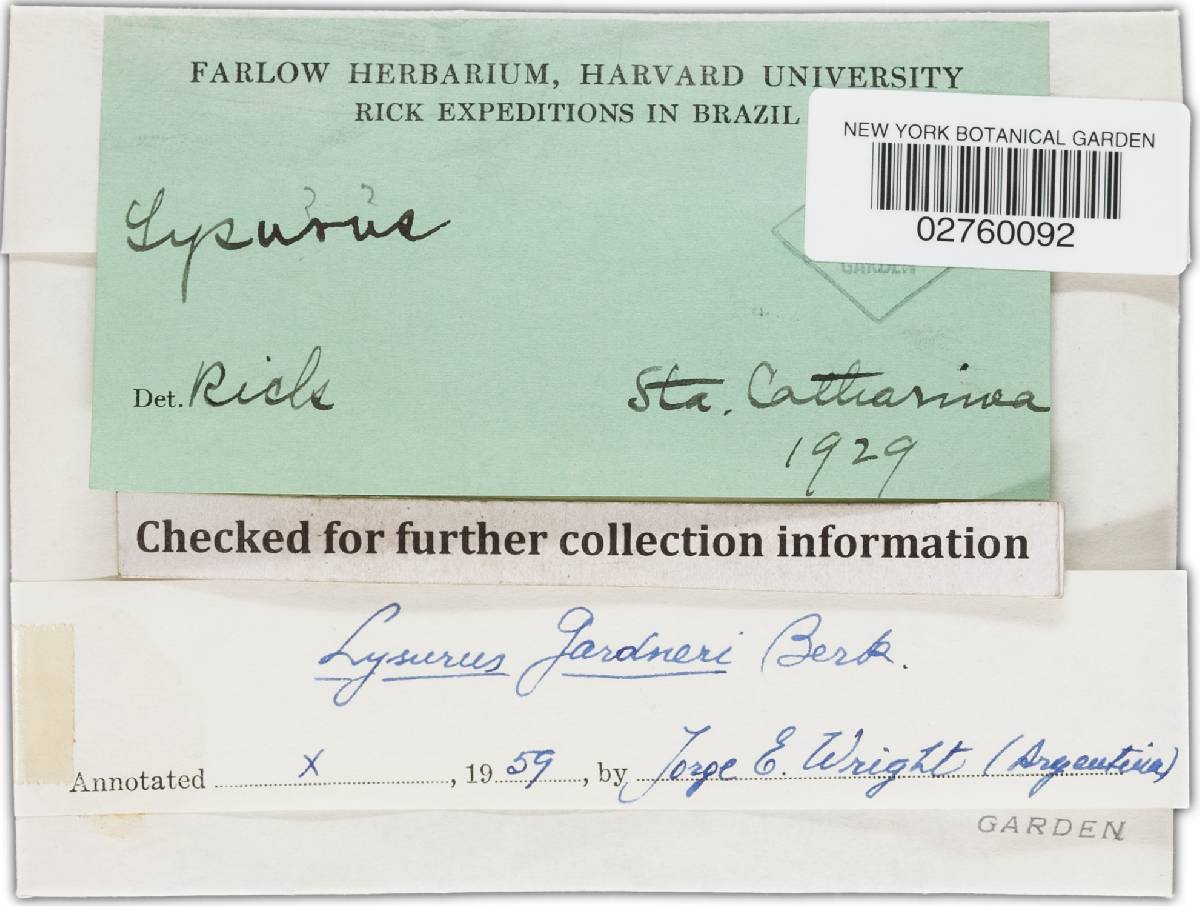 FARLOW HERBARIUM, HARVARD UNIVERSITY
RICK EXPEDITIONS IN BRAZIL
NEW YORK BOTANICAL GARDEN
02760092
? ?
Lysurus
GARDEN
Det. Rick
Sta. Catharina
1929
Checked for further collection information
Lysurus Gardneri Berk.
Annotated X, 1959, by Jorge E. Wright (Argentina)
GARDEN